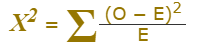 X² = ∑ (O − E)² / E